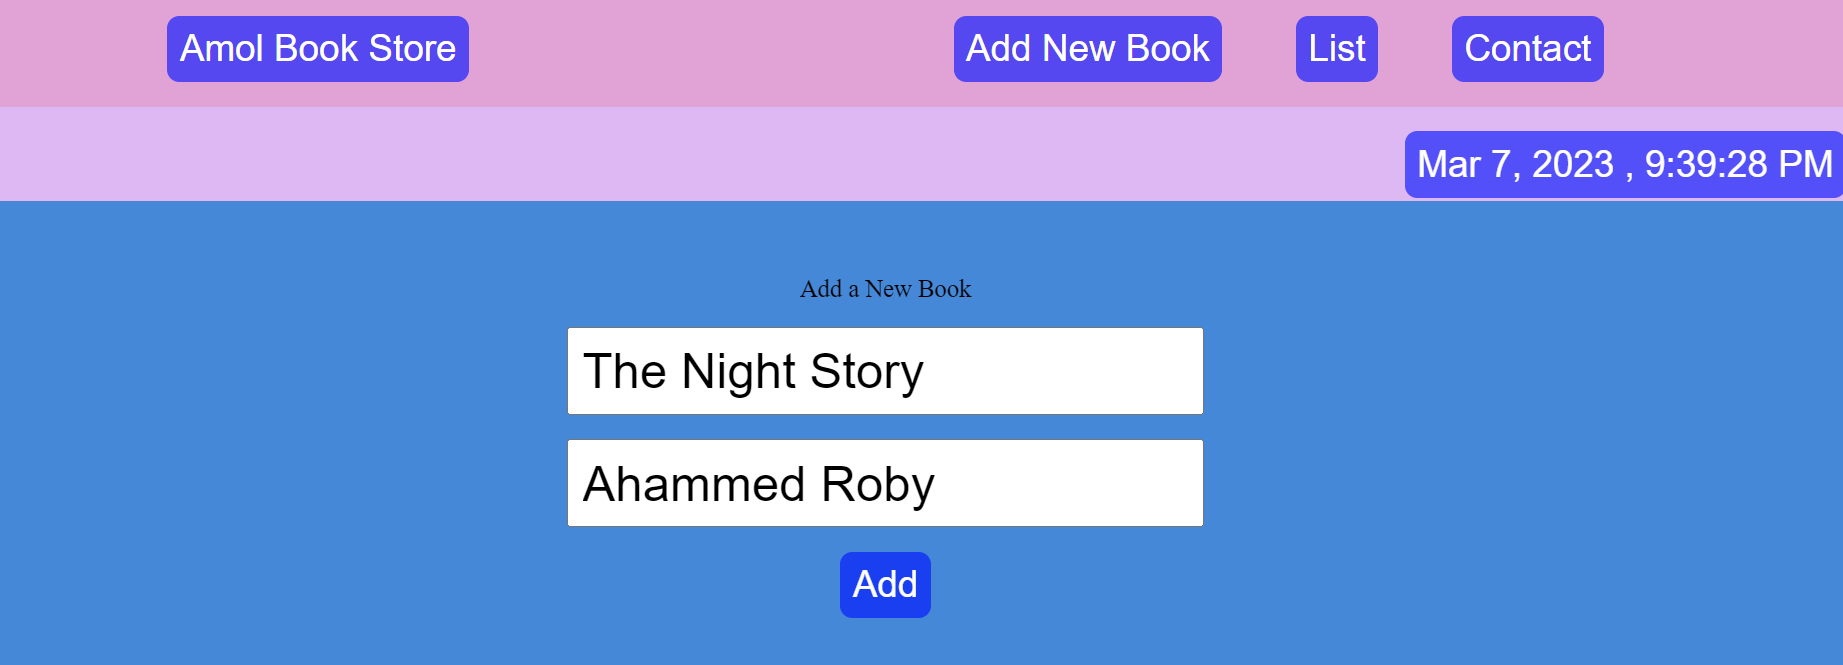 Amol Book Store Add New Book List Contact
Mar 7, 2023 , 9:39:28 PM
Add a New Book
The Night Story
Ahammed Roby
Add